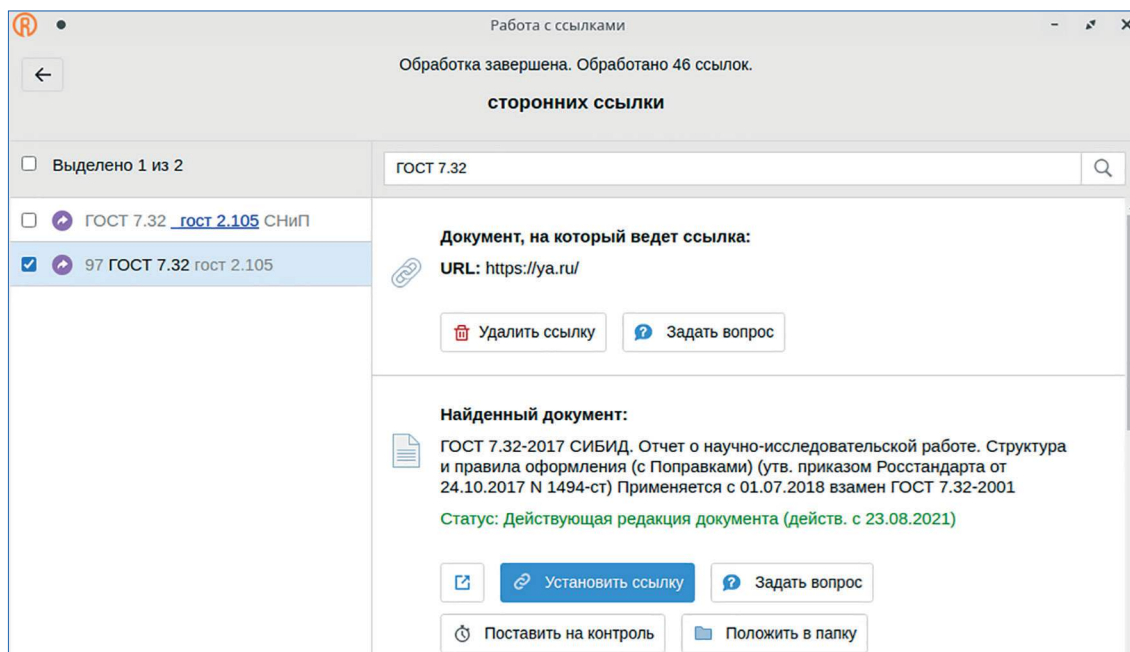 Работа с ссылками
Обработка завершена. Обработано 46 ссылок.
сторонних ссылки
Выделено 1 из 2
ГОСТ 7.32
ГОСТ 7.32 гост 2.105 СНиП
97 ГОСТ 7.32 гост 2.105
Документ, на который ведет ссылка:
URL: https://ya.ru/
Удалить ссылку
Задать вопрос
Найденный документ:
ГОСТ 7.32-2017 СИБИД. Отчет о научно-исследовательской работе. Структура
и правила оформления (с Поправками) (утв. приказом Росстандарта от
24.10.2017 N 1494-ст) Применяется с 01.07.2018 взамен ГОСТ 7.32-2001
Статус: Действующая редакция документа (действ. с 23.08.2021)
Установить ссылку
Задать вопрос
Поставить на контроль
Положить в папку